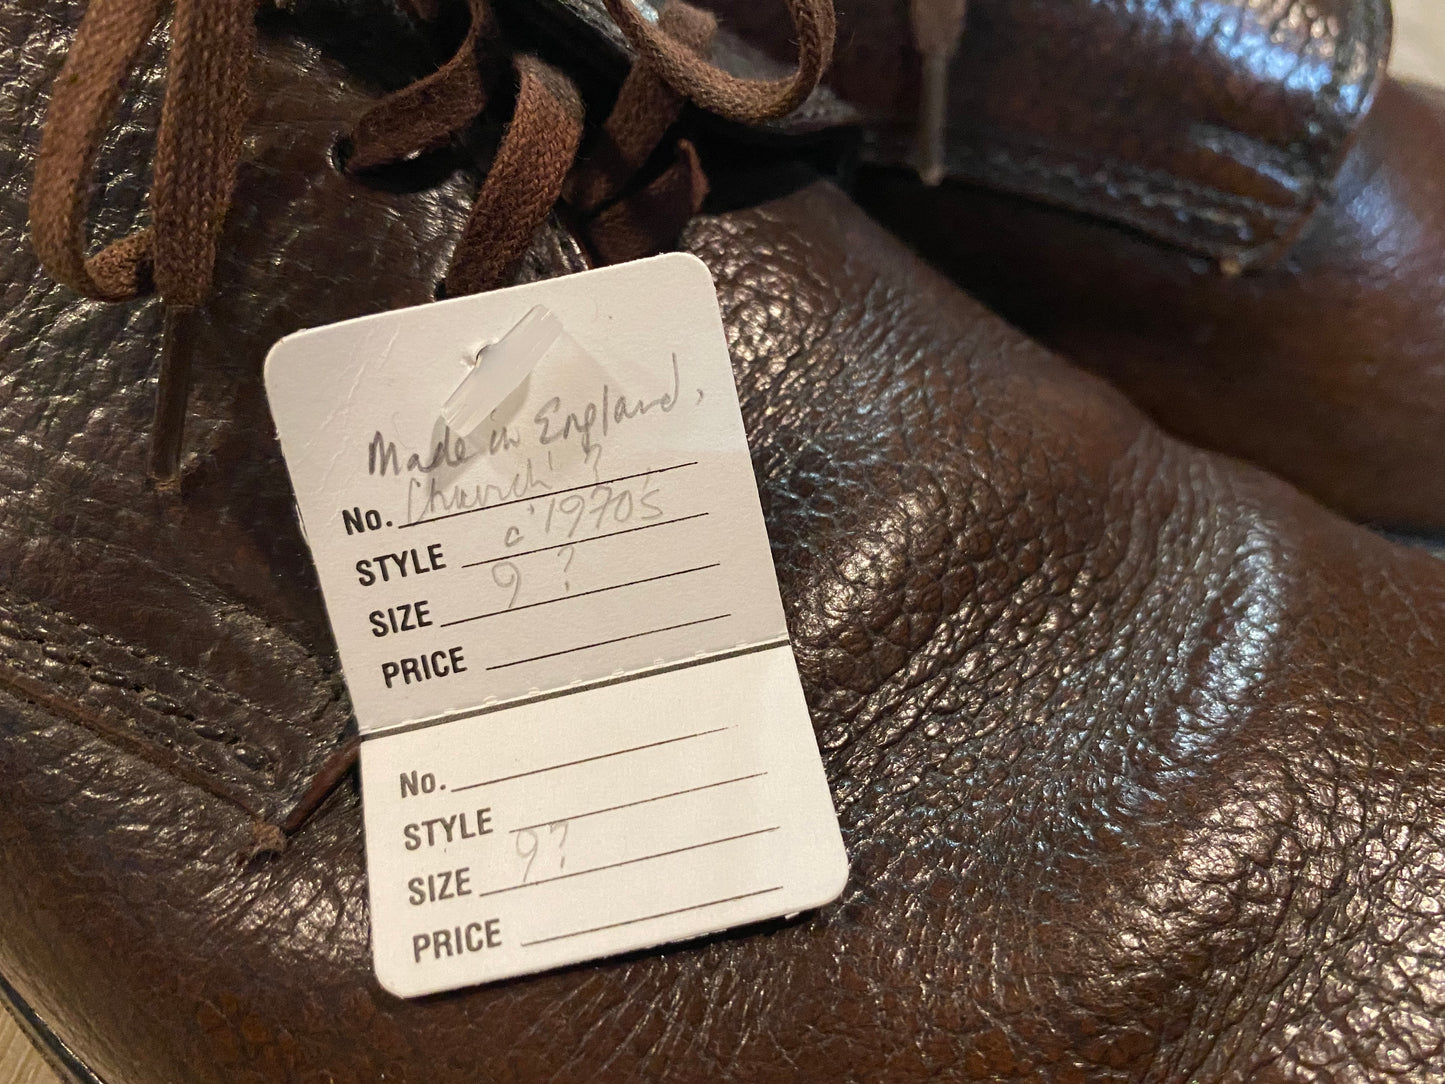 Made in England,
No. Church' ?
STYLE c'1970's
SIZE 9 ?
PRICE
No.
STYLE
SIZE 9?
PRICE